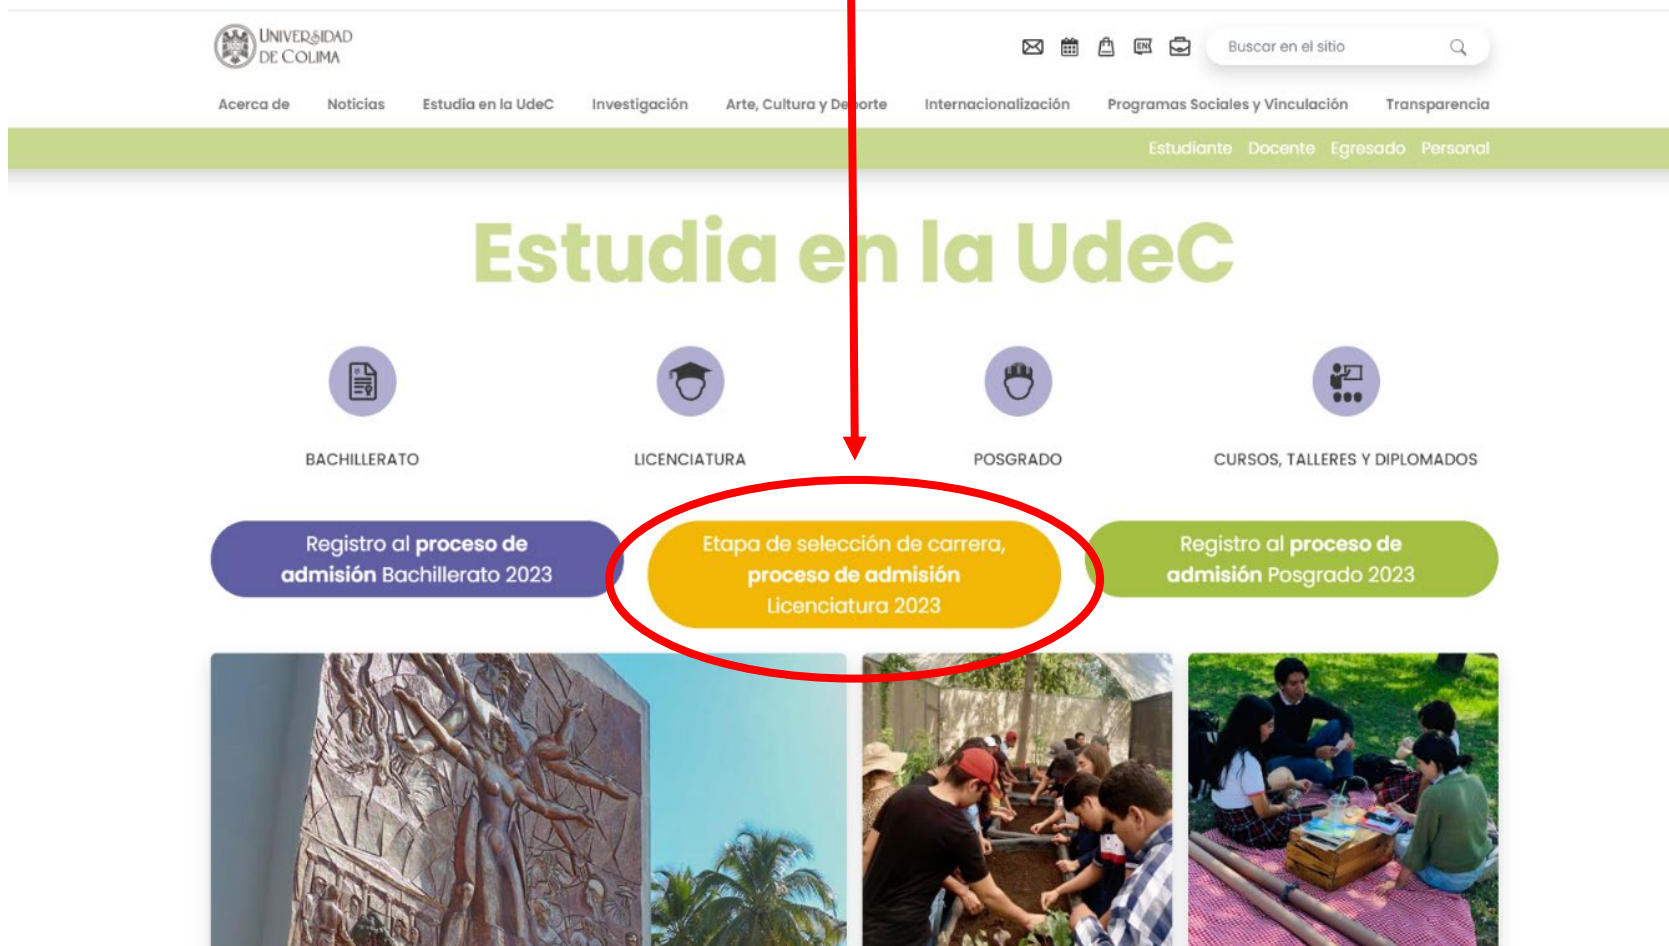 UNIVERSIDAD
DE COLIMA
EN
Buscar en el sitio
Acerca de Noticias Estudia en la UdeC Investigación Arte, Cultura y Deporte Internacionalización Programas Sociales y Vinculación Transparencia
Estudiante Docente Egresado Personal
Estudia en la UdeC
BACHILLERATO LICENCIATURA POSGRADO CURSOS, TALLERES Y DIPLOMADOS
Registro al proceso de
admisión Bachillerato 2023
Etapa de selección de carrera,
proceso de admisión
Licenciatura 2023
Registro al proceso de
admisión Posgrado 2023